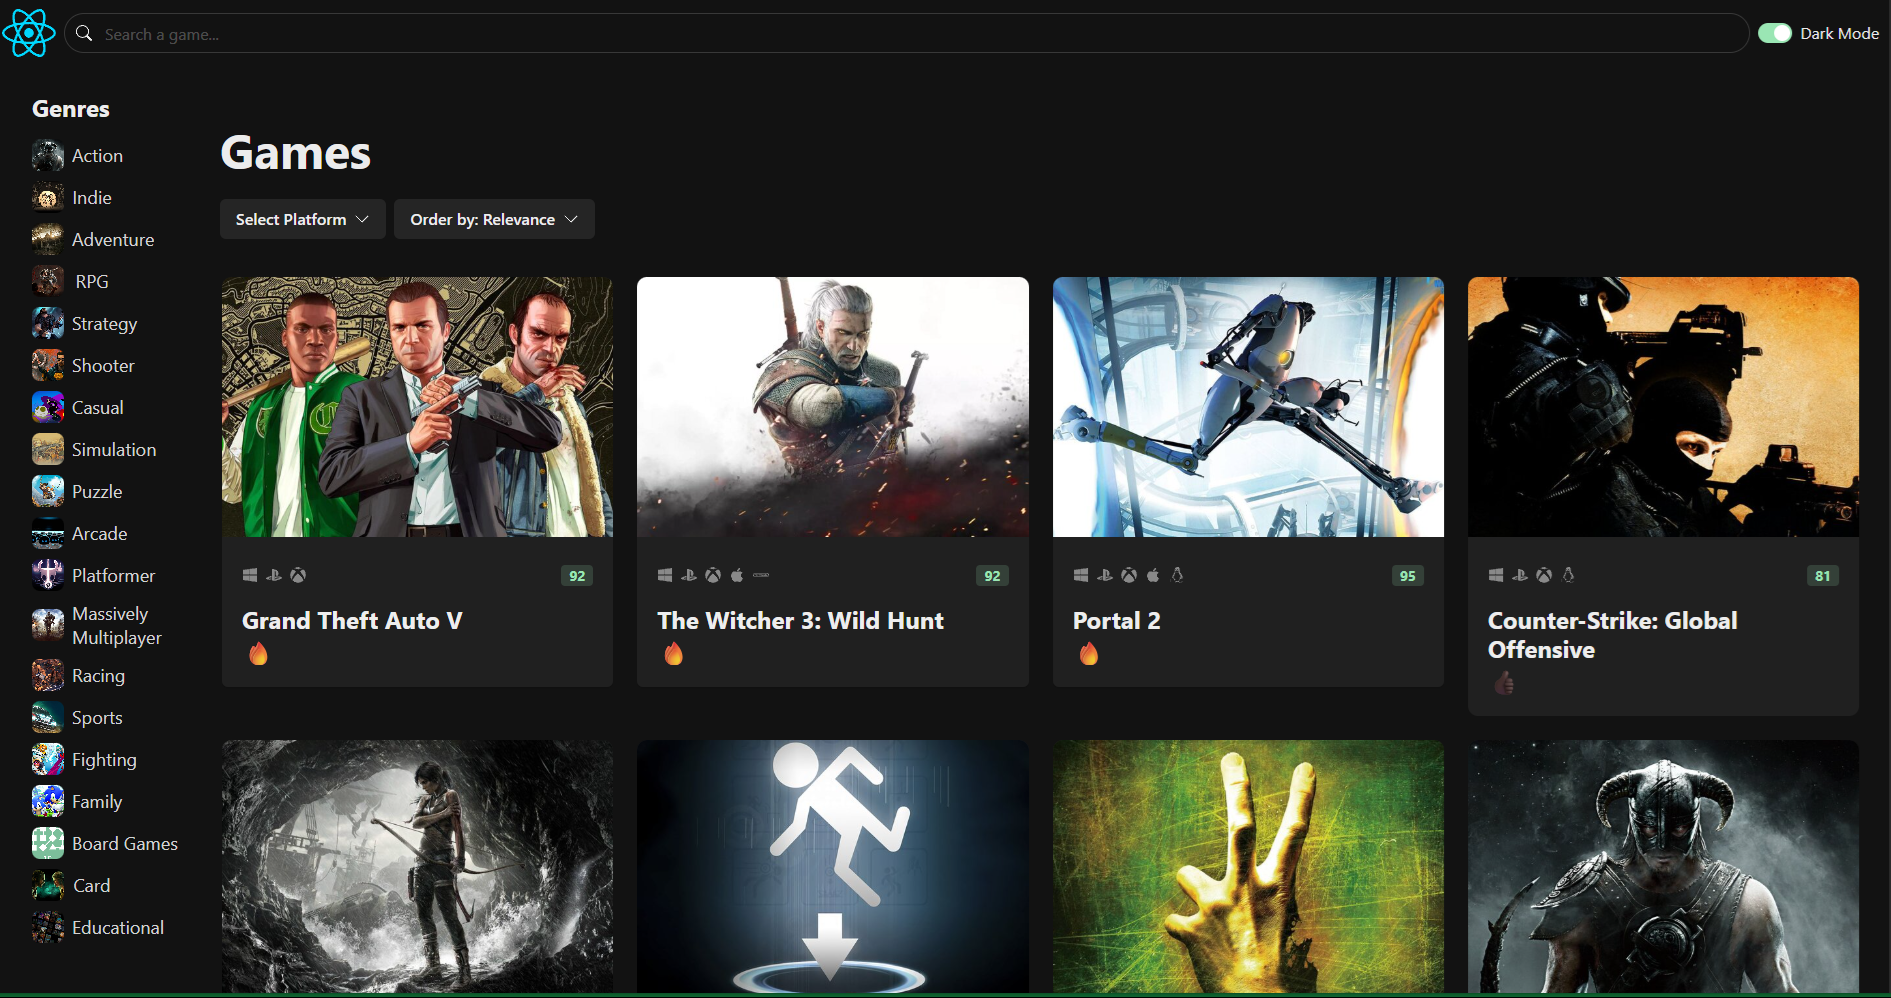 Search a game...
Dark Mode
Genres
Action
Indie
Adventure
RPG
Strategy
Shooter
Casual
Simulation
Puzzle
Arcade
Platformer
Massively
Multiplayer
Racing
Sports
Fighting
Family
Board Games
Card
Educational
Games
Select Platform
Order by: Relevance
92
Grand Theft Auto V
92
The Witcher 3: Wild Hunt
95
Portal 2
81
Counter-Strike: Global
Offensive